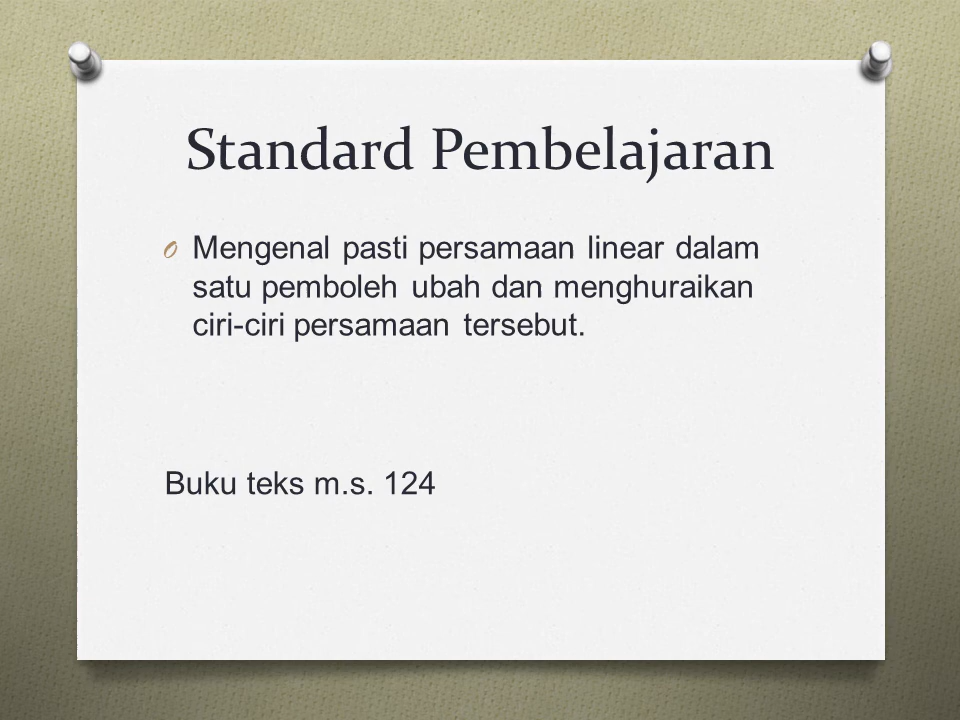 Standard Pembelajaran
Mengenal pasti persamaan linear dalam
satu pemboleh ubah dan menghuraikan
ciri-ciri persamaan tersebut.
Buku teks m.s. 124